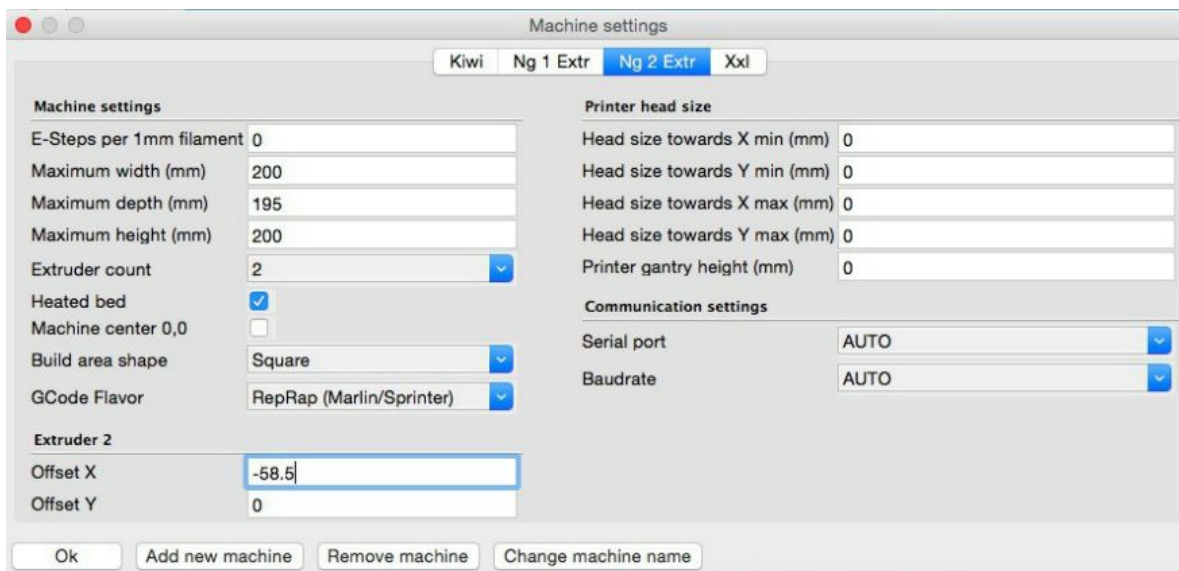 Machine settings
Kiwi Ng 1 Extr Ng 2 Extr Xxl
Machine settings
E-Steps per 1mm filament 0
Maximum width (mm) 200
Maximum depth (mm) 195
Maximum height (mm) 200
Extruder count 2
Heated bed
Machine center 0,0
Build area shape Square
GCode Flavor RepRap (Marlin/Sprinter)
Extruder 2
Offset X -58.5
Offset Y 0
Printer head size
Head size towards X min (mm) 0
Head size towards Y min (mm) 0
Head size towards X max (mm) 0
Head size towards Y max (mm) 0
Printer gantry height (mm) 0
Communication settings
Serial port AUTO
Baudrate AUTO
Ok Add new machine Remove machine Change machine name